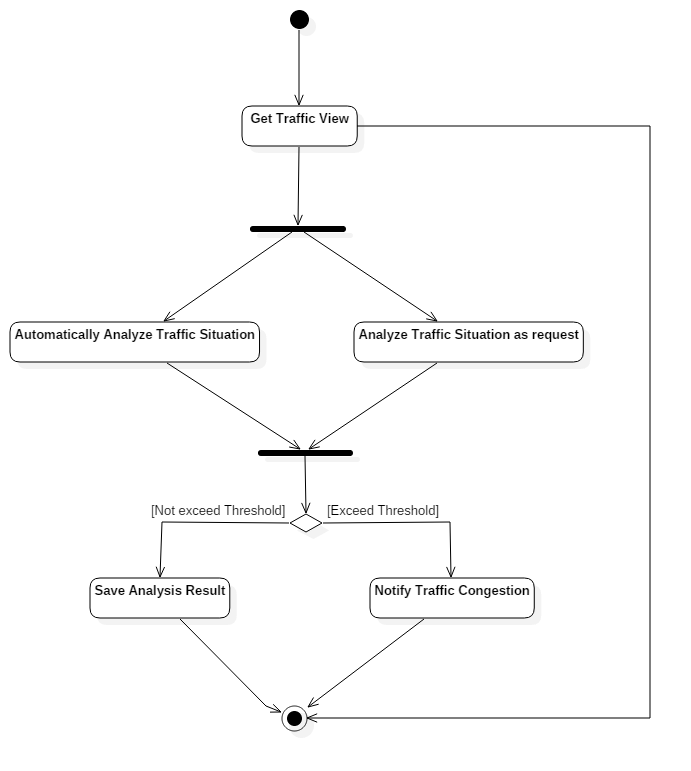 Get Traffic View
Automatically Analyze Traffic Situation
Analyze Traffic Situation as request
[Not exceed Threshold]
[Exceed Threshold]
Save Analysis Result
Notify Traffic Congestion